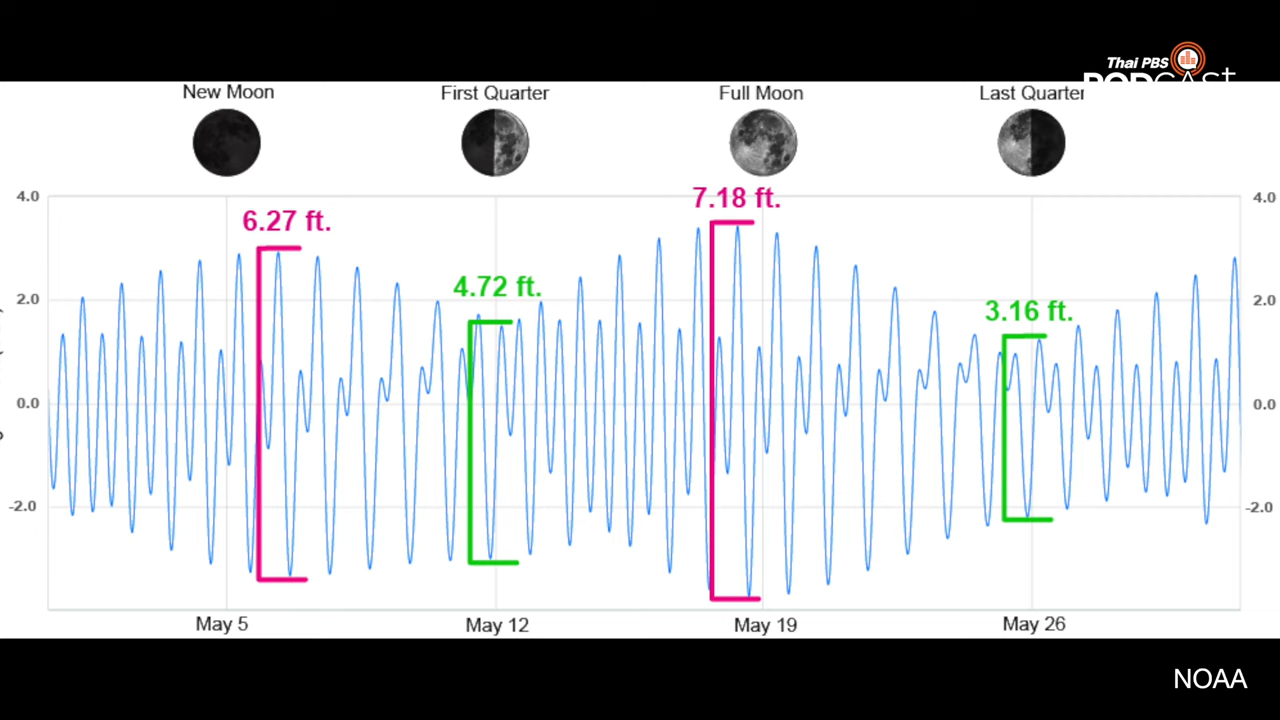 Thai PBS
PODCAST
New Moon
First Quarter
Full Moon
Last Quarter
4.0
4.0
6.27 ft.
7.18 ft.
4.72 ft.
3.16 ft.
2.0
2.0
0.0
0.0
-2.0
-2.0
May 5
May 12
May 19
May 26
NOAA